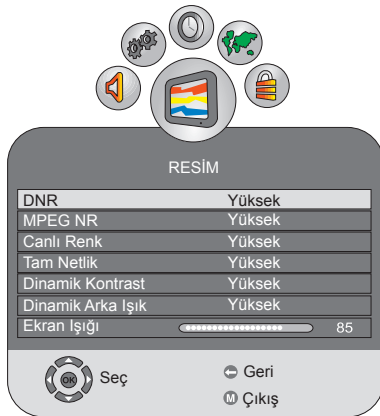 RESİM
DNR Yüksek
MPEG NR Yüksek
Canlı Renk Yüksek
Tam Netlik Yüksek
Dinamik Kontrast Yüksek
Dinamik Arka Işık Yüksek
Ekran Işığı 85
OK Seç
Geri
M Çıkış